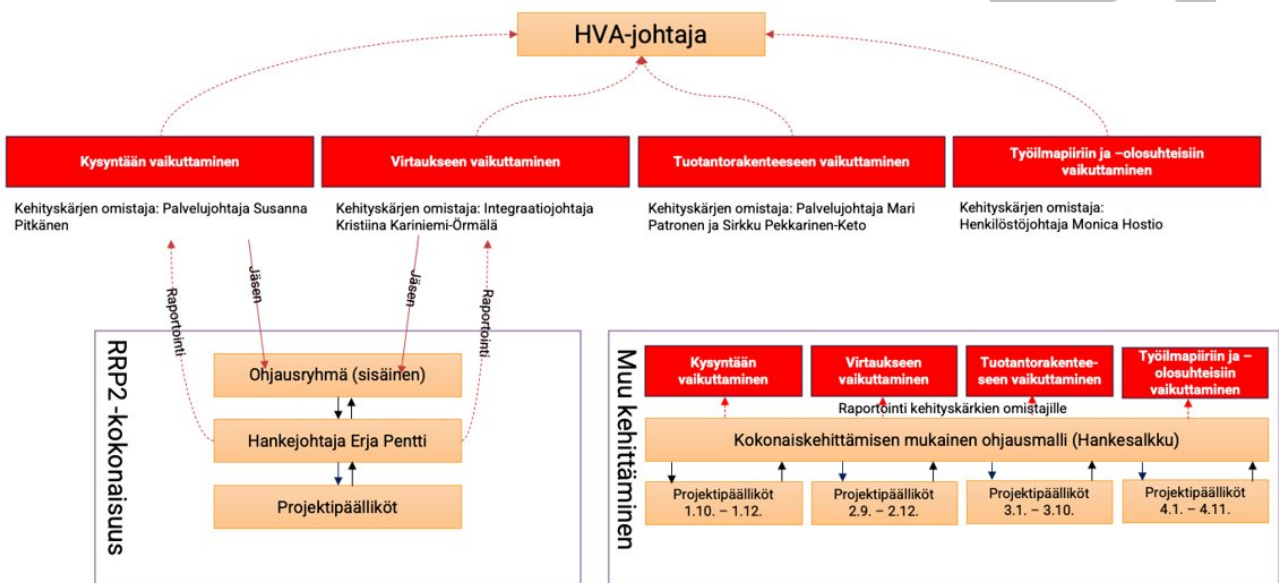 HVA-johtaja
Kysyntään vaikuttaminen
Virtaukseen vaikuttaminen
Tuotantorakenteeseen vaikuttaminen
Työilmapiiriin ja –olosuhteisiin
vaikuttaminen
Kehityskärjen omistaja: Palvelujohtaja Susanna
Pitkänen
Kehityskärjen omistaja: Integraatiojohtaja
Kristiina Kariniemi-Örmälä
Kehityskärjen omistaja: Palvelujohtaja Mari
Patronen ja Sirkku Pekkarinen-Keto
Kehityskärjen omistaja:
Henkilöstöjohtaja Monica Hostio
Raportointi
Jäsen
Jäsen
Raportointi
RRP2 -kokonaisuus
Ohjausryhmä (sisäinen)
Hankejohtaja Erja Pentti
Projektipäälliköt
Muu kehittäminen
Kysyntään
vaikuttaminen
Virtaukseen
vaikuttaminen
Tuotantorakentee-
seen vaikuttaminen
Työilmapiiriin ja –
olosuhteisiin
vaikuttaminen
Raportointi kehityskärkien omistajille
Kokonaiskehittämisen mukainen ohjausmalli (Hankesalkku)
Projektipäälliköt
1.10. – 1.12.
Projektipäälliköt
2.9. – 2.12.
Projektipäälliköt
3.1. – 3.10.
Projektipäälliköt
4.1. – 4.11.